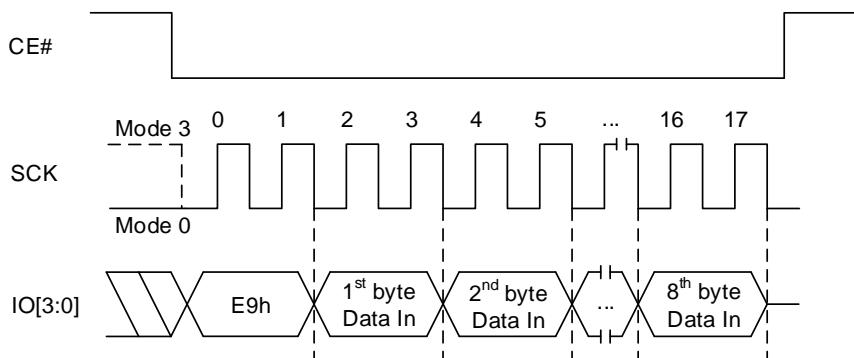 CE#
0 1 2 3 4 5 ... 16 17
Mode 3
SCK
Mode 0
IO[3:0]
E9h
1st byte
Data In
2nd byte
Data In
...
8th byte
Data In